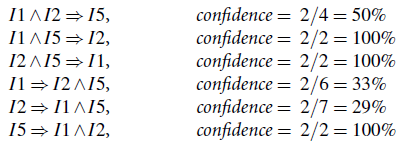 I1 ∧ I2 ⇒ I5, confidence = 2/4 = 50%
I1 ∧ I5 ⇒ I2, confidence = 2/2 = 100%
I2 ∧ I5 ⇒ I1, confidence = 2/2 = 100%
I1 ⇒ I2 ∧ I5, confidence = 2/6 = 33%
I2 ⇒ I1 ∧ I5, confidence = 2/7 = 29%
I5 ⇒ I1 ∧ I2, confidence = 2/2 = 100%